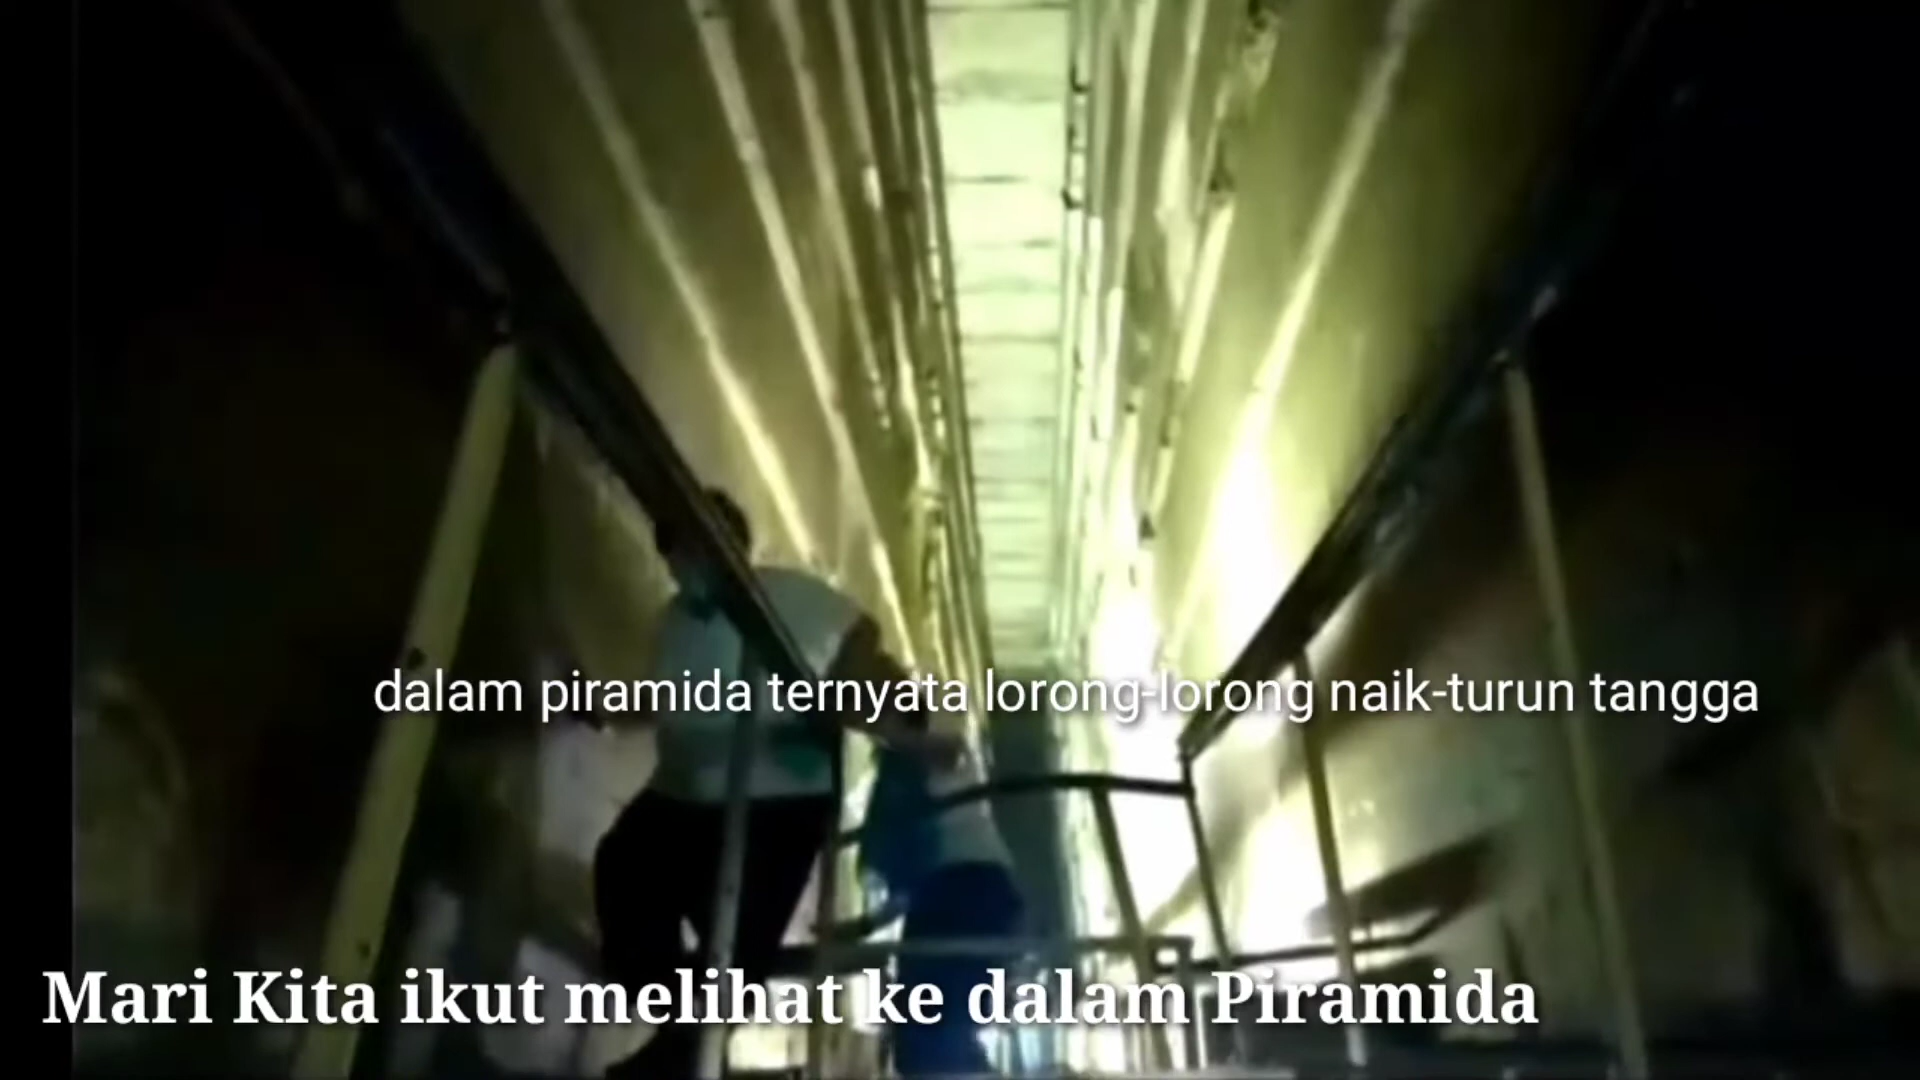 dalam piramida ternyata lorong-lorong naik-turun tangga
Mari Kita ikut melihat ke dalam Piramida